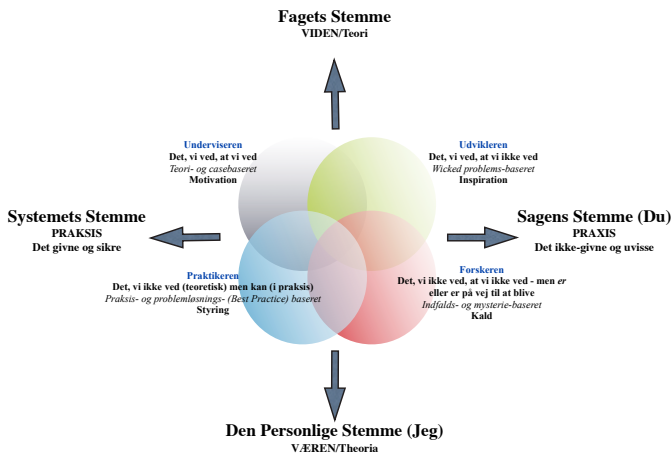 Fagets Stemme
VIDEN/Teori
Underviseren
Det, vi ved, at vi ved
Teori- og casebaseret
Motivation
Udvikleren
Det, vi ved, at vi ikke ved
Wicked problems-baseret
Inspiration
Systemets Stemme
PRAKSIS
Det givne og sikre
Sagens Stemme (Du)
PRAXIS
Det ikke-givne og uvisse
Praktikeren
Det, vi ikke ved (teoretisk) men kan (i praksis)
Praksis- og problemløsnings- (Best Practice) baseret
Styring
Forskeren
Det, vi ikke ved, at vi ikke ved - men er
eller er på vej til at blive
Indfalds- og mysterie-baseret
Kald
Den Personlige Stemme (Jeg)
VÆREN/Theoria